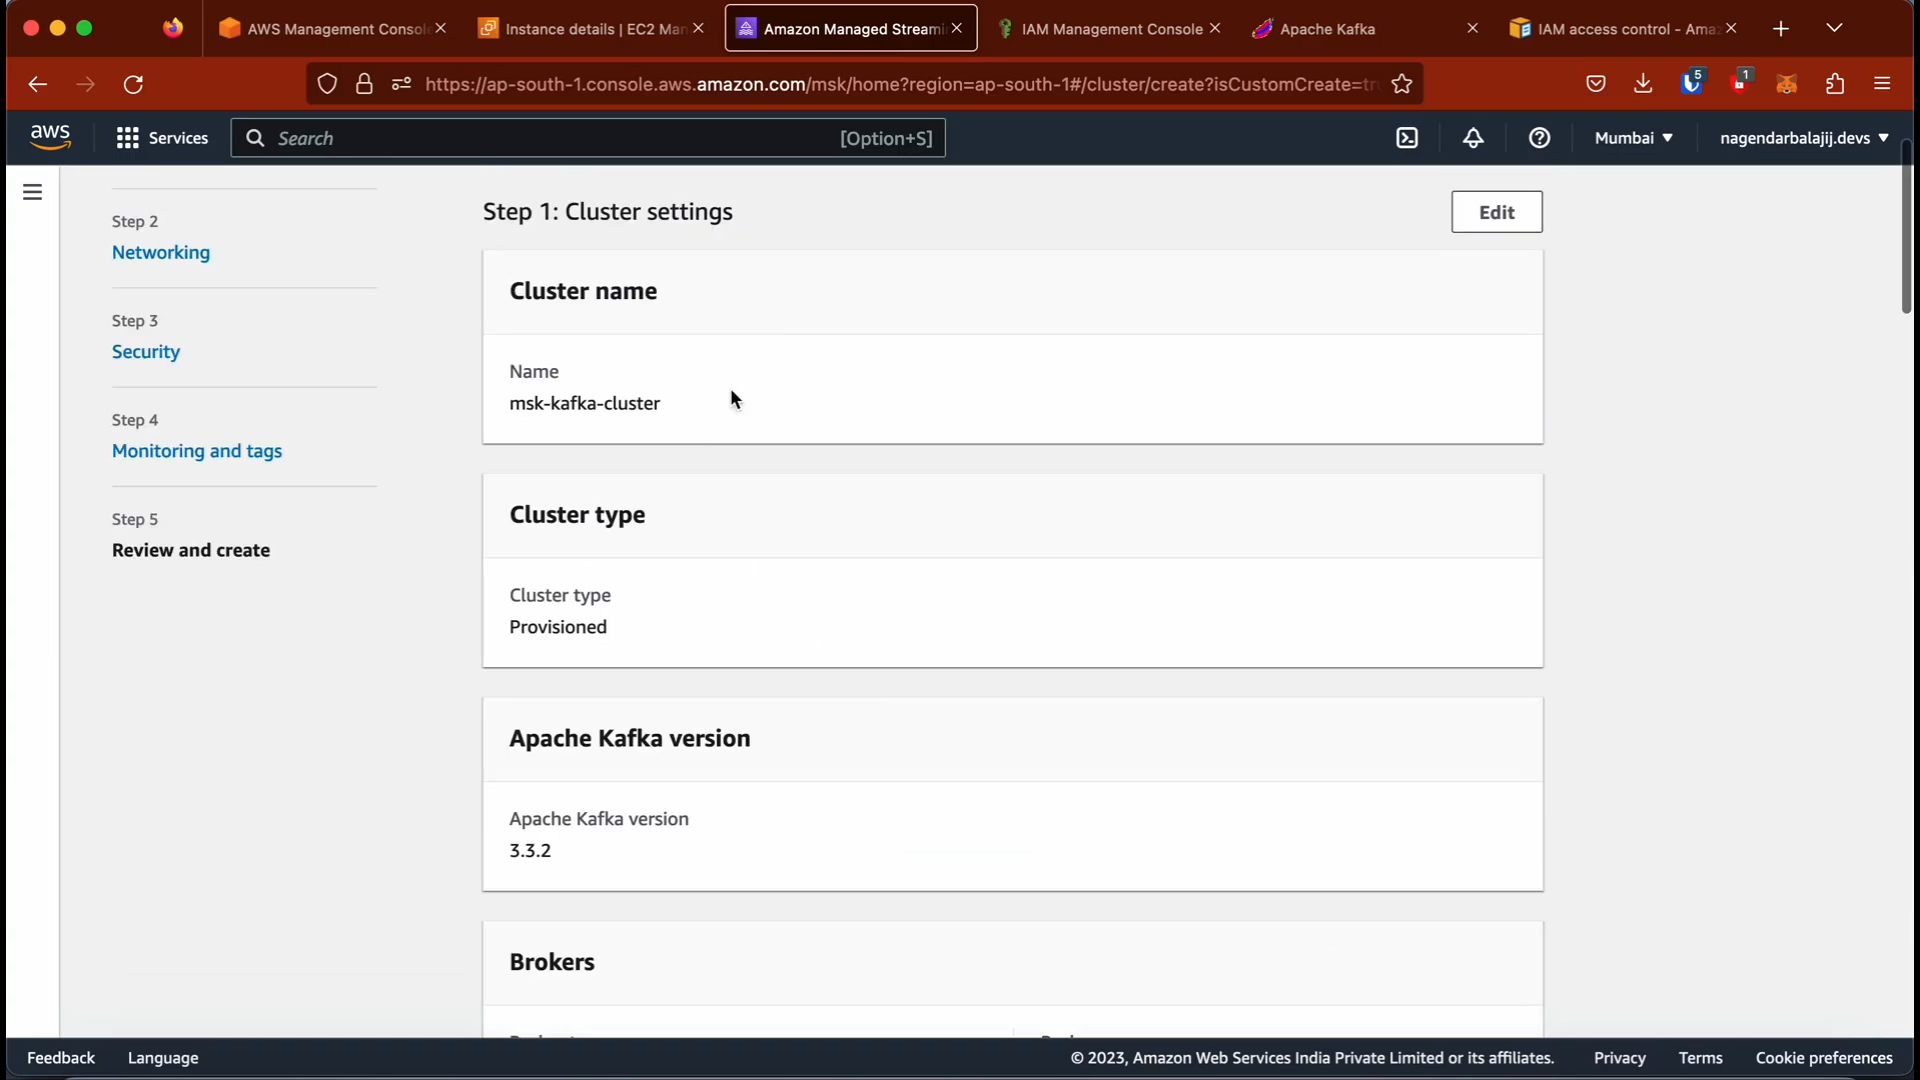 AWS Management Console
Instance details | EC2 Man
Amazon Managed Streami
IAM Management Console
Apache Kafka
IAM access control - Amaz
https://ap-south-1.console.aws.amazon.com/msk/home?region=ap-south-1#/cluster/create?isCustomCreate=tr
5
1
aws
Services
Search
[Option+S]
Mumbai
nagendarbalajij.devs
Step 2
Networking
Step 3
Security
Step 4
Monitoring and tags
Step 5
Review and create
Step 1: Cluster settings
Edit
Cluster name
Name
msk-kafka-cluster
Cluster type
Cluster type
Provisioned
Apache Kafka version
Apache Kafka version
3.3.2
Brokers
Feedback
Language
© 2023, Amazon Web Services India Private Limited or its affiliates.
Privacy
Terms
Cookie preferences